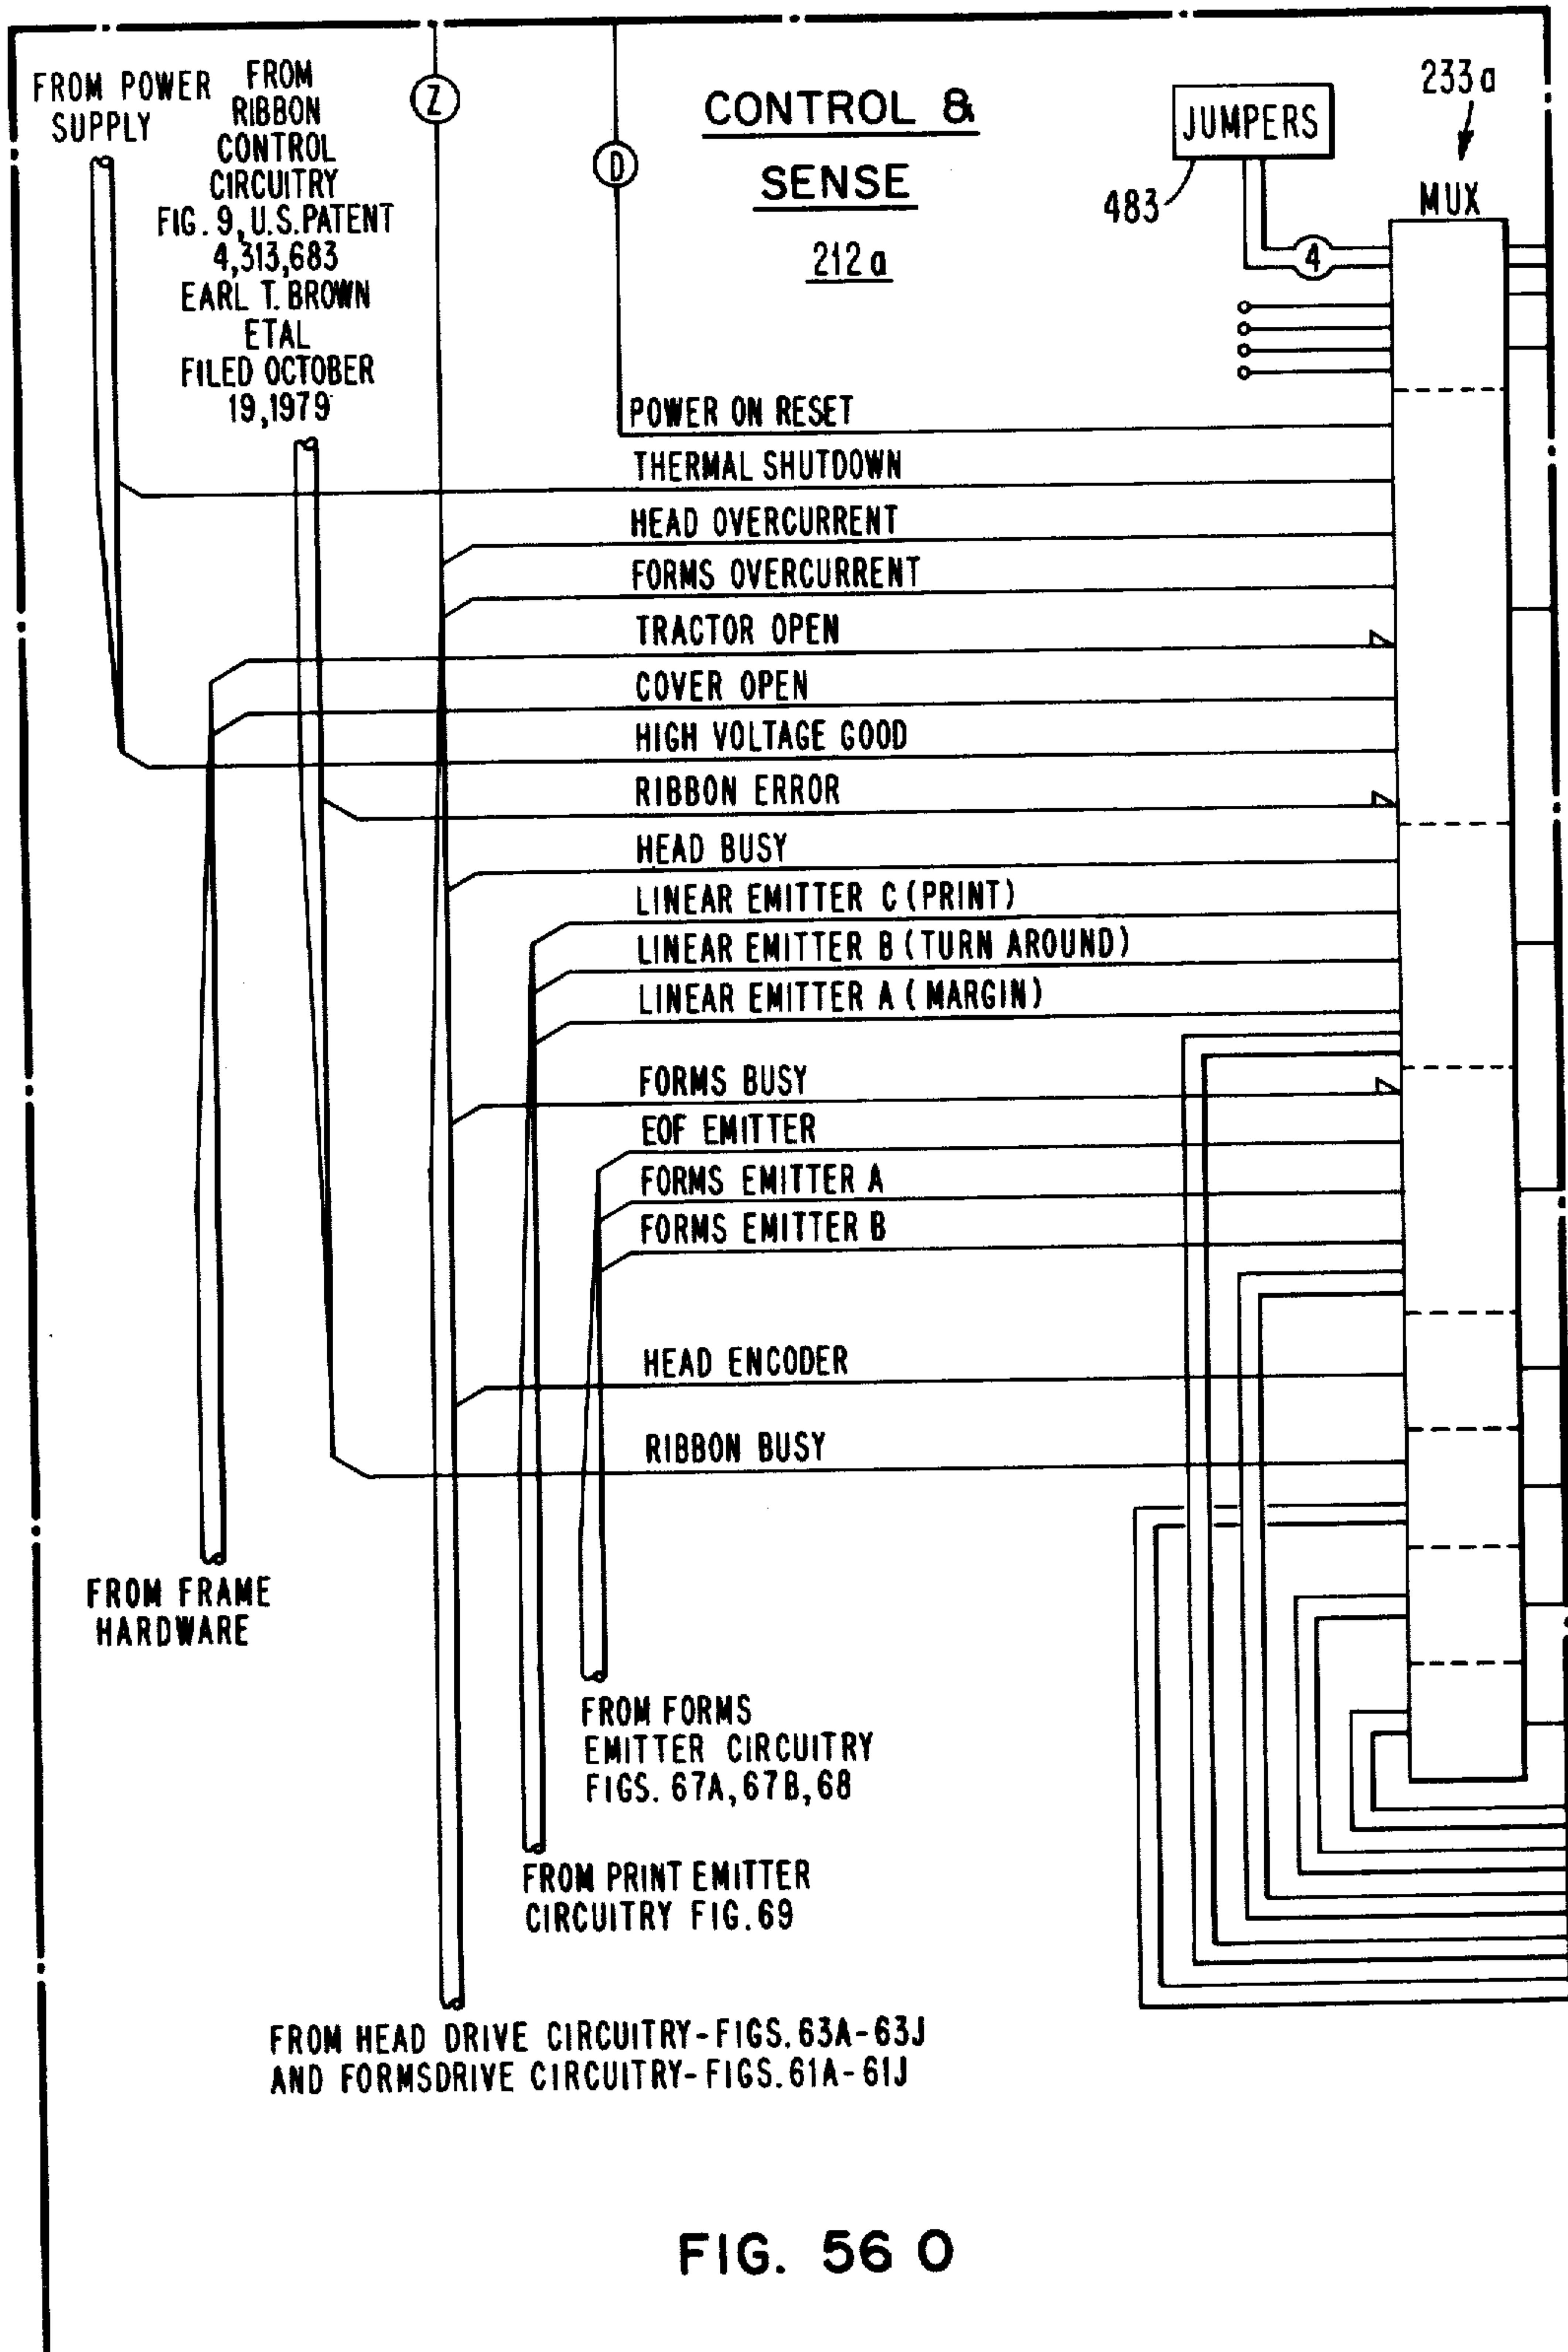 FROM POWER
SUPPLY
FROM
RIBBON
CONTROL
CIRCUITRY
FIG. 9, U.S. PATENT
4,313,683
EARL T. BROWN
ETAL
FILED OCTOBER
19,1979
Z
D
CONTROL &
SENSE
212a
JUMPERS
483
233a
MUX
4
POWER ON RESET
THERMAL SHUTDOWN
HEAD OVERCURRENT
FORMS OVERCURRENT
TRACTOR OPEN
COVER OPEN
HIGH VOLTAGE GOOD
RIBBON ERROR
HEAD BUSY
LINEAR EMITTER C (PRINT)
LINEAR EMITTER B (TURN AROUND)
LINEAR EMITTER A (MARGIN)
FORMS BUSY
EOF EMITTER
FORMS EMITTER A
FORMS EMITTER B
HEAD ENCODER
RIBBON BUSY
FROM FRAME
HARDWARE
FROM FORMS
EMITTER CIRCUITRY
FIGS. 67A, 67B, 68
FROM PRINT EMITTER
CIRCUITRY FIG. 69
FROM HEAD DRIVE CIRCUITRY-FIGS. 63A-63J
AND FORMSDRIVE CIRCUITRY-FIGS. 61A-61J
FIG. 56 O